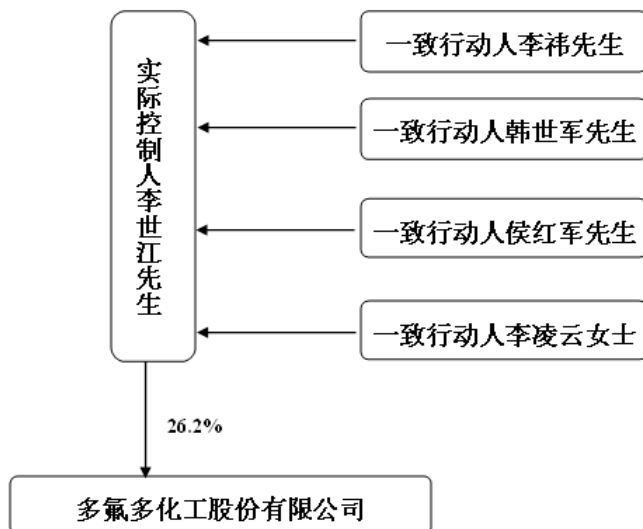 一致行动人李祎先生
一致行动人韩世军先生
一致行动人侯红军先生
一致行动人李凌云女士
实际控制人李世江先生
26.2%
多氟多化工股份有限公司